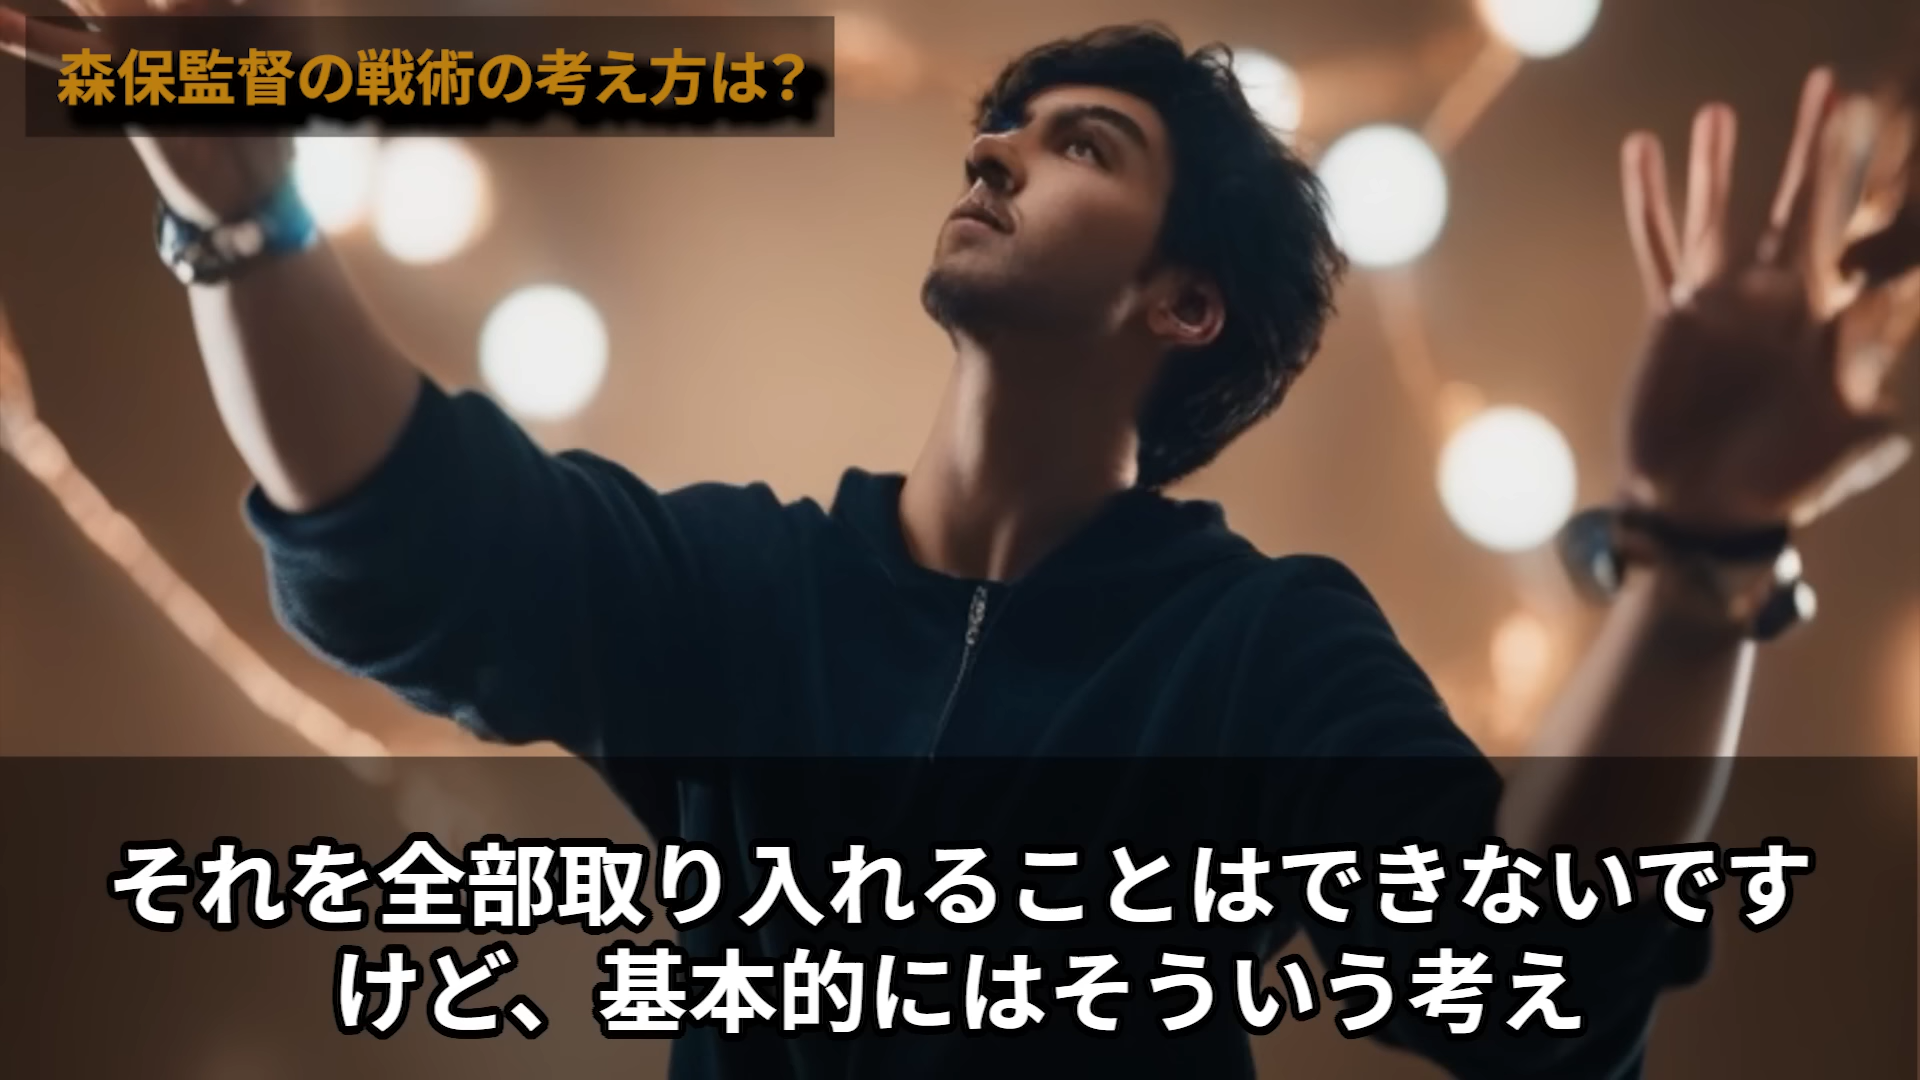 森保監督の戦術の考え方は？
それを全部取り入れることはできないです
けど、基本的にはそういう考え